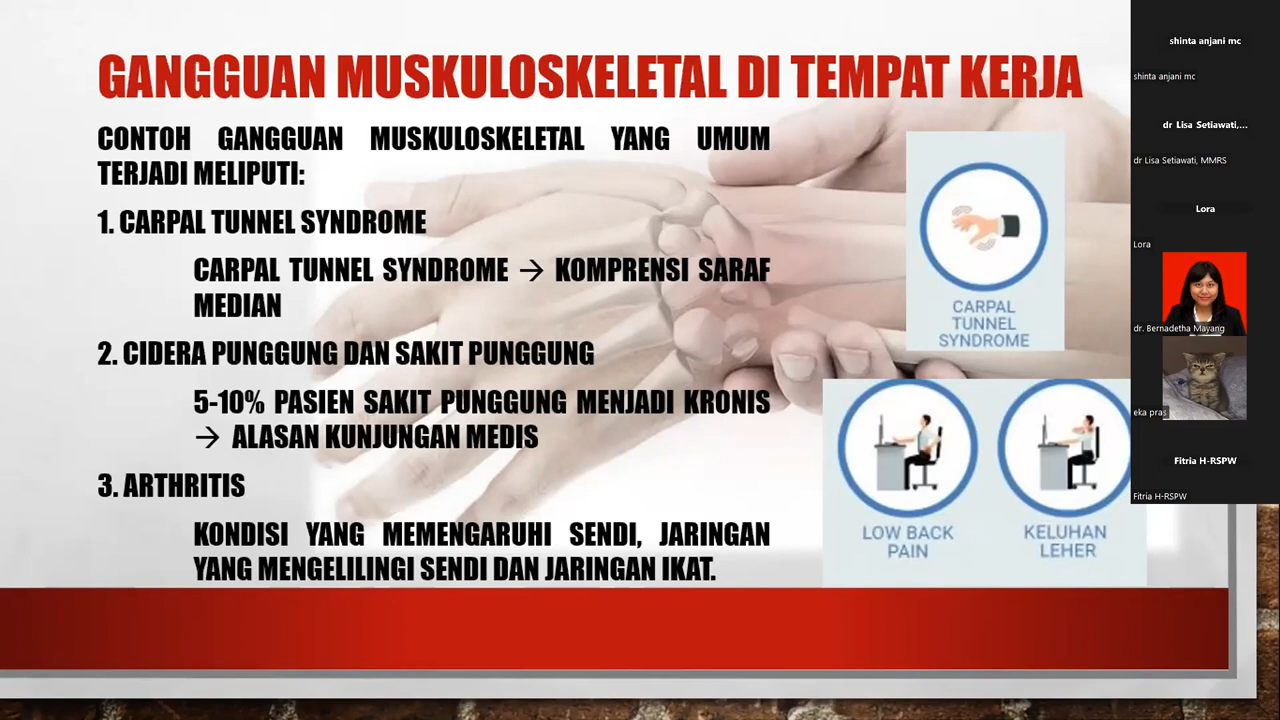 GANGGUAN MUSKULOSKELETAL DI TEMPAT KERJA
CONTOH GANGGUAN MUSKULOSKELETAL YANG UMUM
TERJADI MELIPUTI:
1. CARPAL TUNNEL SYNDROME
CARPAL TUNNEL SYNDROME → KOMPRENSI SARAF
MEDIAN
2. CIDERA PUNGGUNG DAN SAKIT PUNGGUNG
5-10% PASIEN SAKIT PUNGGUNG MENJADI KRONIS
→ ALASAN KUNJUNGAN MEDIS
3. ARTHRITIS
KONDISI YANG MEMENGARUHI SENDI, JARINGAN
YANG MENGELILINGI SENDI DAN JARINGAN IKAT.
CARPAL
TUNNEL
SYNDROME
LOW BACK
PAIN
KELUHAN
LEHER
shinta anjani mc
shinta anjani mc
dr Lisa Setiawati,...
dr Lisa Setiawati, MMRS
Lora
Lora
dr. Bernadetha Mayang
eka pras
Fitria H-RSPW
Fitria H-RSPW